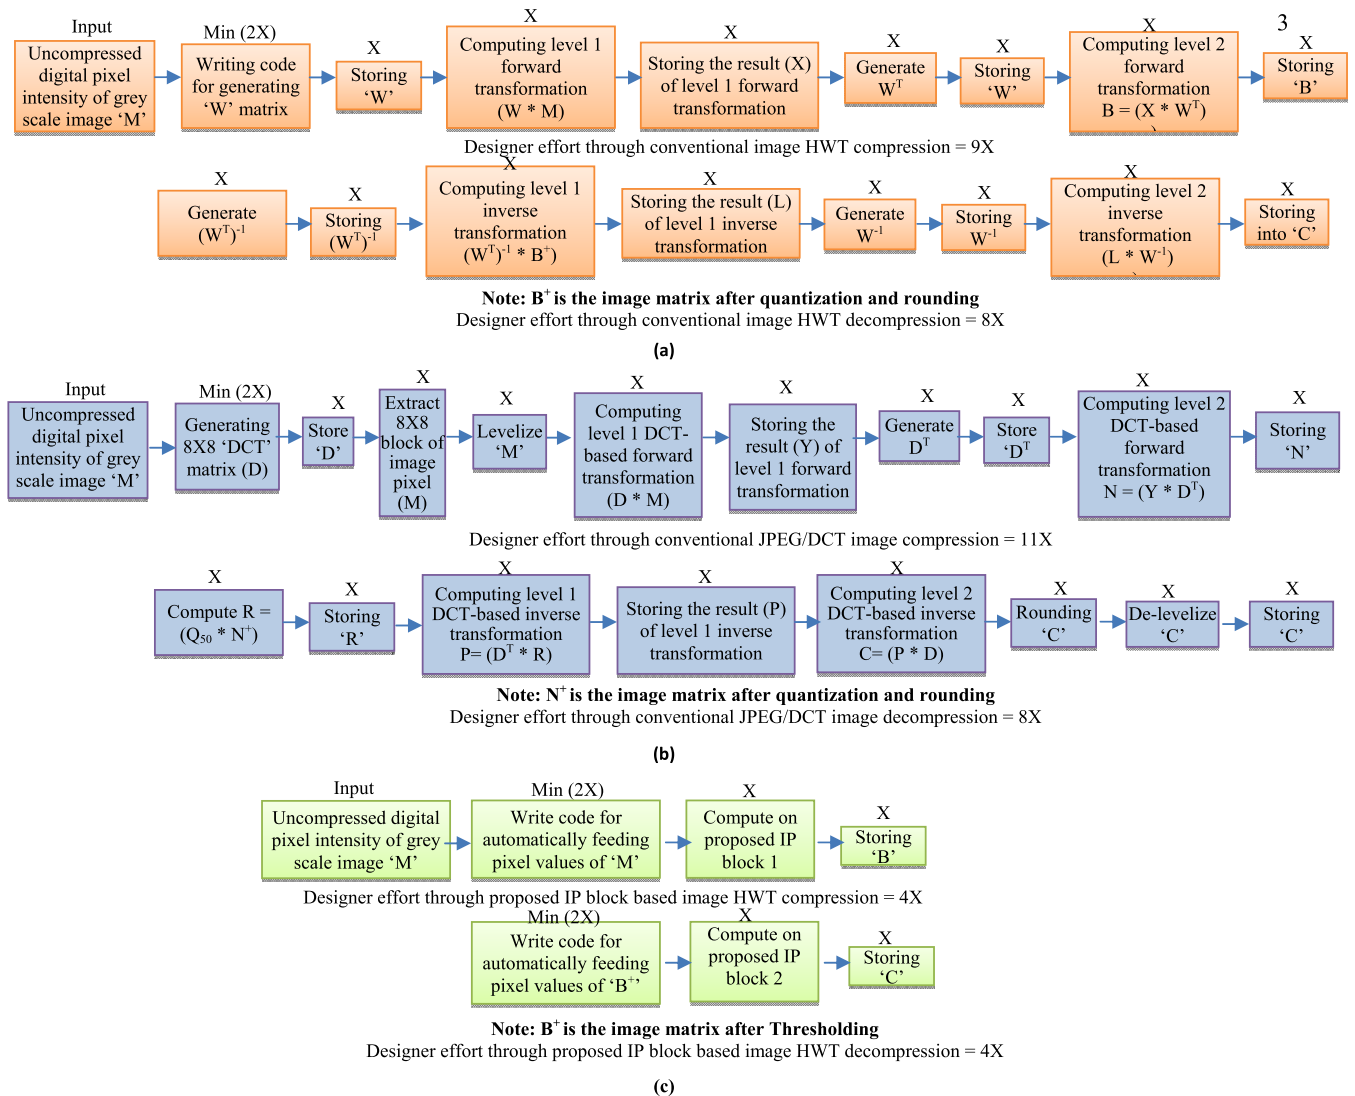 3
Input
Uncompressed
digital pixel
intensity of grey
scale image ‘M’
Min (2X)
Writing code
for generating
‘W’ matrix
X
Storing
‘W’
X
Computing level 1
forward
transformation
(W * M)
X
Storing the result (X)
of level 1 forward
transformation
X
Generate
Wᵀ
X
Storing
‘W’
X
Computing level 2
forward
transformation
B = (X * Wᵀ)
)
X
Storing
‘B’
Designer effort through conventional image HWT compression = 9X
X
Generate
(Wᵀ)⁻¹
X
Storing
(Wᵀ)⁻¹
X
Computing level 1
inverse
transformation
(Wᵀ)⁻¹ * B⁺)
X
Storing the result (L)
of level 1 inverse
transformation
X
Generate
W⁻¹
X
Storing
W⁻¹
X
Computing level 2
inverse
transformation
(L * W⁻¹)
)
X
Storing
into ‘C’
Note: B⁺ is the image matrix after quantization and rounding
Designer effort through conventional image HWT decompression = 8X
(a)
Input
Uncompressed
digital pixel
intensity of grey
scale image ‘M’
Min (2X)
Generating
8X8 ‘DCT’
matrix (D)
X
Store
‘D’
X
Extract
8X8
block of
image
pixel
(M)
X
Levelize
‘M’
X
Computing
level 1 DCT-
based forward
transformation
(D * M)
X
Storing the
result (Y) of
level 1 forward
transformation
X
Generate
Dᵀ
X
Store
‘Dᵀ
X
Computing level 2
DCT-based
forward
transformation
N = (Y * Dᵀ)
X
Storing
‘N’
Designer effort through conventional JPEG/DCT image compression = 11X
X
Compute R =
(Q₅₀ * N⁺)
X
Storing
‘R’
X
Computing level 1
DCT-based inverse
transformation
P= (Dᵀ * R)
X
Storing the result (P)
of level 1 inverse
transformation
X
Computing level 2
DCT-based inverse
transformation
C= (P * D)
X
Rounding
‘C’
X
De-levelize
‘C’
X
Storing
‘C’
Note: N⁺ is the image matrix after quantization and rounding
Designer effort through conventional JPEG/DCT image decompression = 8X
(b)
Input
Uncompressed digital
pixel intensity of grey
scale image ‘M’
Min (2X)
Write code for
automatically feeding
pixel values of ‘M’
X
Compute on
proposed IP
block 1
X
Storing
‘B’
Designer effort through proposed IP block based image HWT compression = 4X
Min (2X)
Write code for
automatically feeding
pixel values of ‘B⁺’
X
Compute on
proposed IP
block 2
X
Storing
‘C’
Note: B⁺ is the image matrix after Thresholding
Designer effort through proposed IP block based image HWT decompression = 4X
(c)